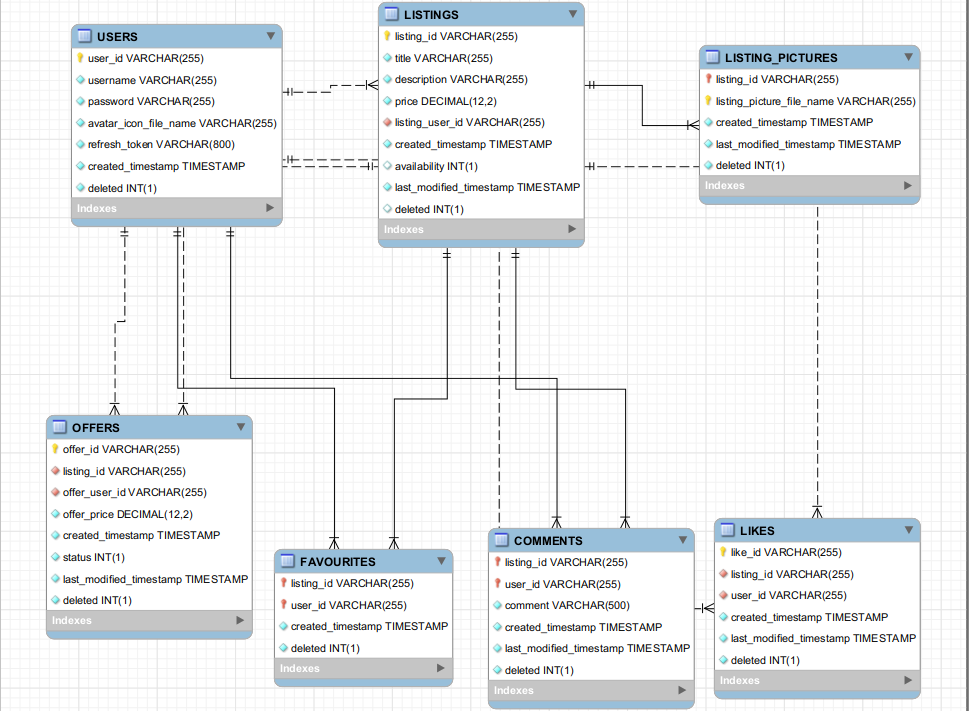 USERS
user_id VARCHAR(255)
username VARCHAR(255)
password VARCHAR(255)
avatar_icon_file_name VARCHAR(255)
refresh_token VARCHAR(800)
created_timestamp TIMESTAMP
deleted INT(1)
Indexes
LISTINGS
listing_id VARCHAR(255)
title VARCHAR(255)
description VARCHAR(255)
price DECIMAL(12,2)
listing_user_id VARCHAR(255)
created_timestamp TIMESTAMP
availability INT(1)
last_modified_timestamp TIMESTAMP
deleted INT(1)
Indexes
LISTING_PICTURES
listing_id VARCHAR(255)
listing_picture_file_name VARCHAR(255)
created_timestamp TIMESTAMP
last_modified_timestamp TIMESTAMP
deleted INT(1)
Indexes
OFFERS
offer_id VARCHAR(255)
listing_id VARCHAR(255)
offer_user_id VARCHAR(255)
offer_price DECIMAL(12,2)
created_timestamp TIMESTAMP
status INT(1)
last_modified_timestamp TIMESTAMP
deleted INT(1)
Indexes
FAVOURITES
listing_id VARCHAR(255)
user_id VARCHAR(255)
created_timestamp TIMESTAMP
deleted INT(1)
Indexes
COMMENTS
listing_id VARCHAR(255)
user_id VARCHAR(255)
comment VARCHAR(500)
created_timestamp TIMESTAMP
last_modified_timestamp TIMESTAMP
deleted INT(1)
Indexes
LIKES
like_id VARCHAR(255)
listing_id VARCHAR(255)
user_id VARCHAR(255)
created_timestamp TIMESTAMP
last_modified_timestamp TIMESTAMP
deleted INT(1)
Indexes